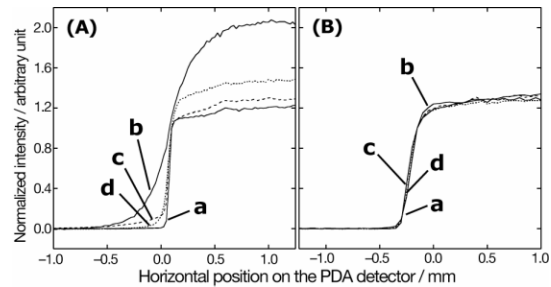 (A)
(B)
Normalized intensity / arbitrary unit
2.0
1.6
1.2
0.8
0.4
0.0
b
c
d
a
b
c
d
a
−1.0 −0.5 0.0 0.5 1.0
−1.0 −0.5 0.0 0.5 1.0
Horizontal position on the PDA detector / mm